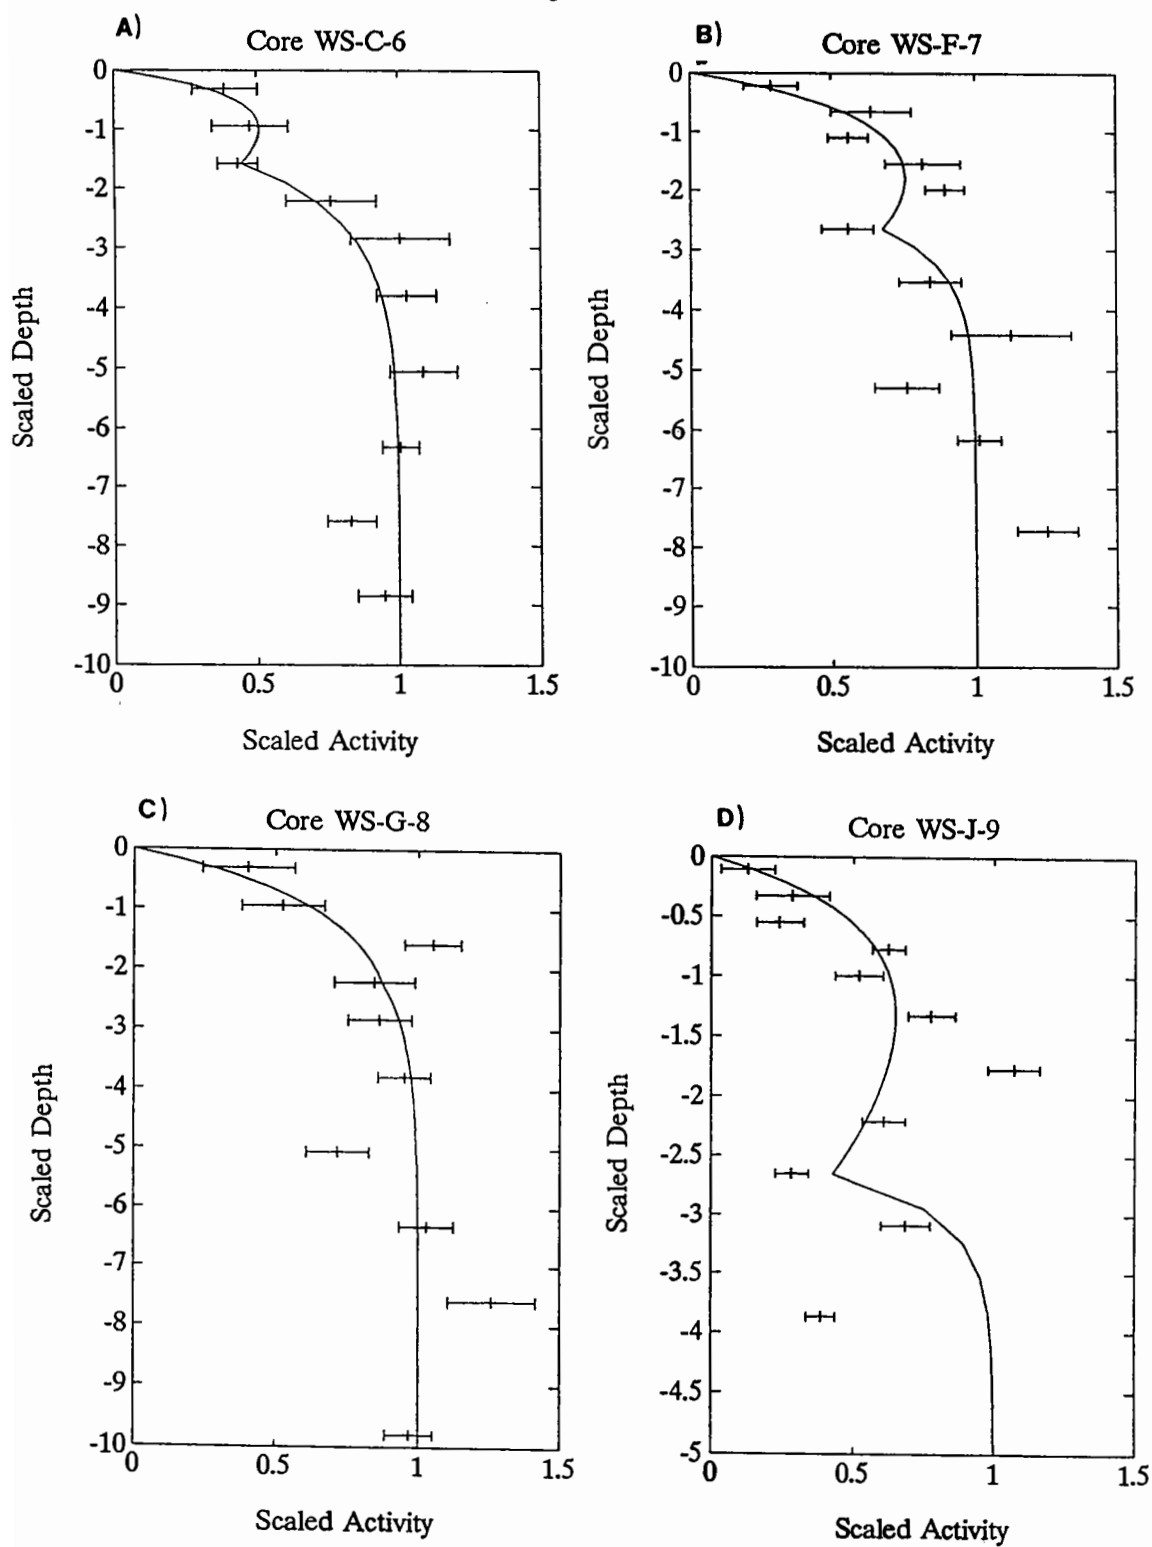 A)
Core WS-C-6
0
-1
-2
-3
-4
-5
-6
-7
-8
-9
-10
0 0.5 1 1.5
Scaled Depth
Scaled Activity
B)
Core WS-F-7
0
-1
-2
-3
-4
-5
-6
-7
-8
-9
-10
0 0.5 1 1.5
Scaled Depth
Scaled Activity
C)
Core WS-G-8
0
-1
-2
-3
-4
-5
-6
-7
-8
-9
-10
0 0.5 1 1.5
Scaled Depth
Scaled Activity
D)
Core WS-J-9
0
-0.5
-1
-1.5
-2
-2.5
-3
-3.5
-4
-4.5
-5
0 0.5 1 1.5
Scaled Depth
Scaled Activity